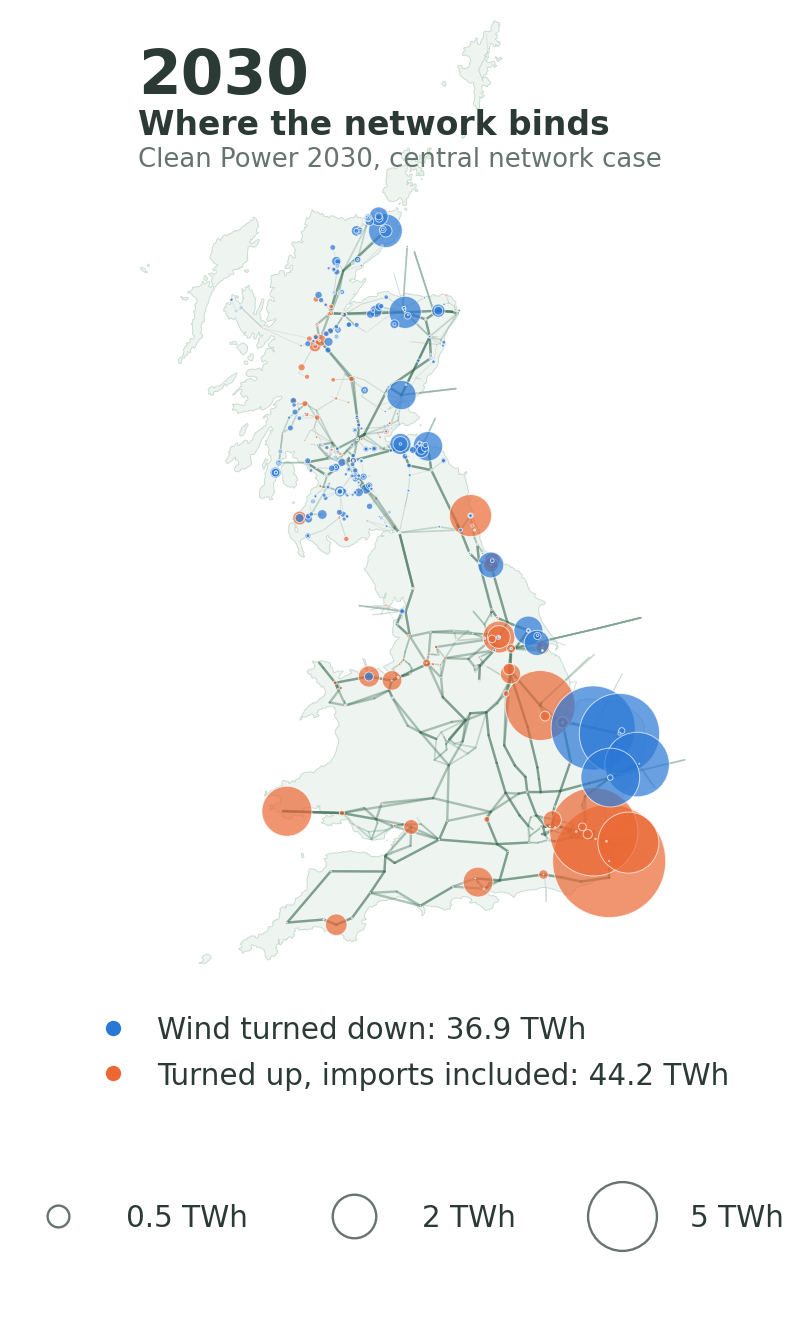 2030
Where the network binds
Clean Power 2030, central network case
Wind turned down: 36.9 TWh
Turned up, imports included: 44.2 TWh
0.5 TWh
2 TWh
5 TWh